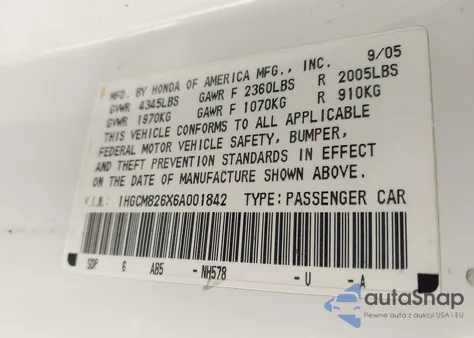 MFD. BY HONDA OF AMERICA MFG., INC. 9/05
GVWR 4345LBS GAWR F 2360LBS R 2005LBS
GVWR 1970KG GAWR F 1070KG R 910KG
THIS VEHICLE CONFORMS TO ALL APPLICABLE
FEDERAL MOTOR VEHICLE SAFETY, BUMPER,
AND THEFT PREVENTION STANDARDS IN EFFECT
ON THE DATE OF MANUFACTURE SHOWN ABOVE.
V.I.N.: 1HGCM826X6A001842 TYPE: PASSENGER CAR
SDP 6 A85 -NH578 -U -A
autaSnap
Pewne auta z aukcji USA i EU